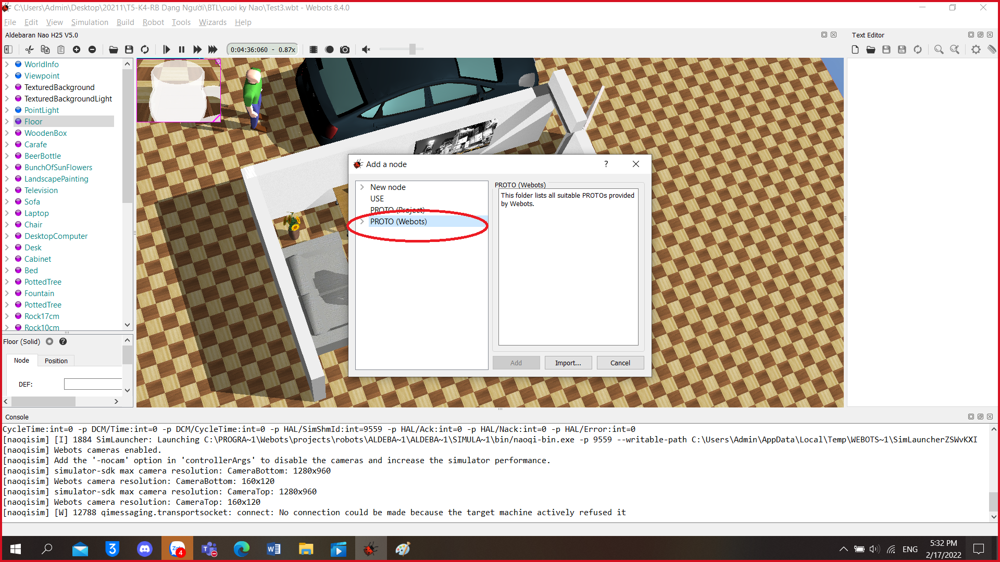 C:\Users\Admin\Desktop\20211\T5-K4-RB Dạng Người\BTL\cuoi ky Nao\Test3.wbt - Webots 8.4.0
File Edit View Simulation Build Robot Tools Wizards Help
Aldebaran Nao H25 V5.0
Text Editor
0:04:36:060 - 0.87x
WorldInfo
Viewpoint
TexturedBackground
TexturedBackgroundLight
PointLight
Floor
WoodenBox
Carafe
BeerBottle
BunchOfSunFlowers
LandscapePainting
Television
Sofa
Laptop
Chair
DesktopComputer
Desk
Cabinet
Bed
PottedTree
Fountain
PottedTree
Rock17cm
Rock10cm
Floor (Solid)
Node Position
DEF:
Add a node
?
New node
USE
PROTO (Project)
PROTO (Webots)
PROTO (Webots)
This folder lists all suitable PROTOs provided
by Webots.
Add Import... Cancel
Console
CycleTime:int=0 -p DCM/Time:int=0 -p DCM/CycleTime:int=0 -p HAL/SimShmId:int=9559 -p HAL/Ack:int=0 -p HAL/Nack:int=0 -p HAL/Error:int=0
[naoqisim] [I] 1884 SimLauncher: Launching C:\PROGRA~1\Webots\projects\robots\ALDEBA~1\ALDEBA~1\SIMULA~1\bin/naoqi-bin.exe -p 9559 --writable-path C:\Users\Admin\AppData\Local\Temp\WEBOTS~1\SimLauncherZSWvKXI
[naoqisim] Webots cameras enabled.
[naoqisim] Add the '-nocam' option in 'controllerArgs' to disable the cameras and increase the simulator performance.
[naoqisim] simulator-sdk max camera resolution: CameraBottom: 1280x960
[naoqisim] Webots camera resolution: CameraBottom: 160x120
[naoqisim] simulator-sdk max camera resolution: CameraTop: 1280x960
[naoqisim] Webots camera resolution: CameraTop: 160x120
[naoqisim] [W] 12788 qimessaging.transportsocket: connect: No connection could be made because the target machine actively refused it
4
ENG
5:32 PM
2/17/2022